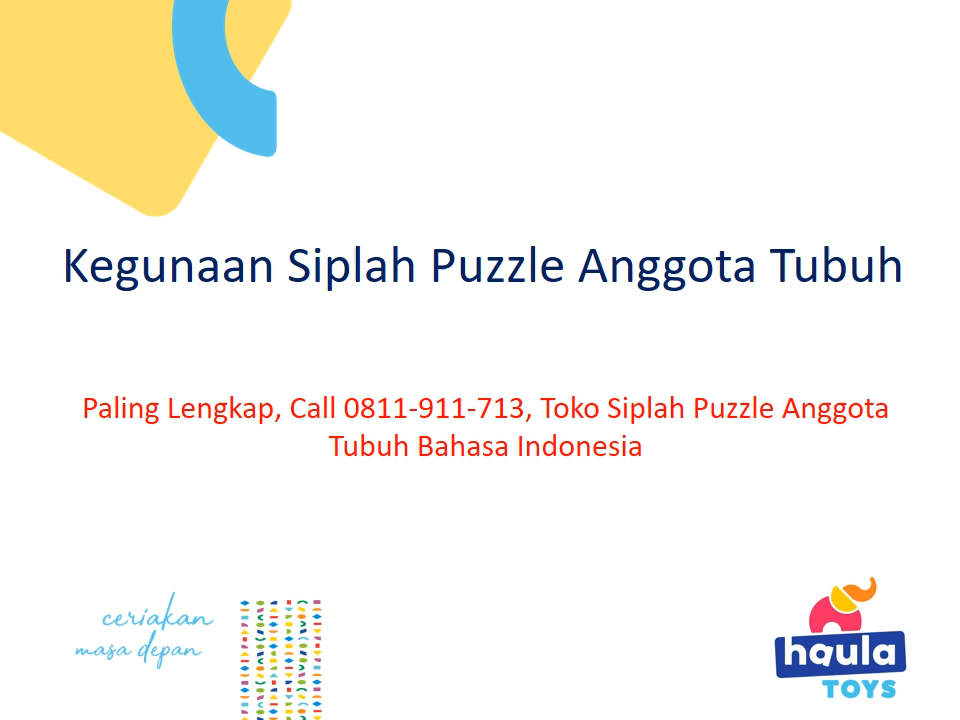 Kegunaan Siplah Puzzle Anggota Tubuh
Paling Lengkap, Call 0811-911-713, Toko Siplah Puzzle Anggota
Tubuh Bahasa Indonesia
ceriakan
masa depan
haula
TOYS